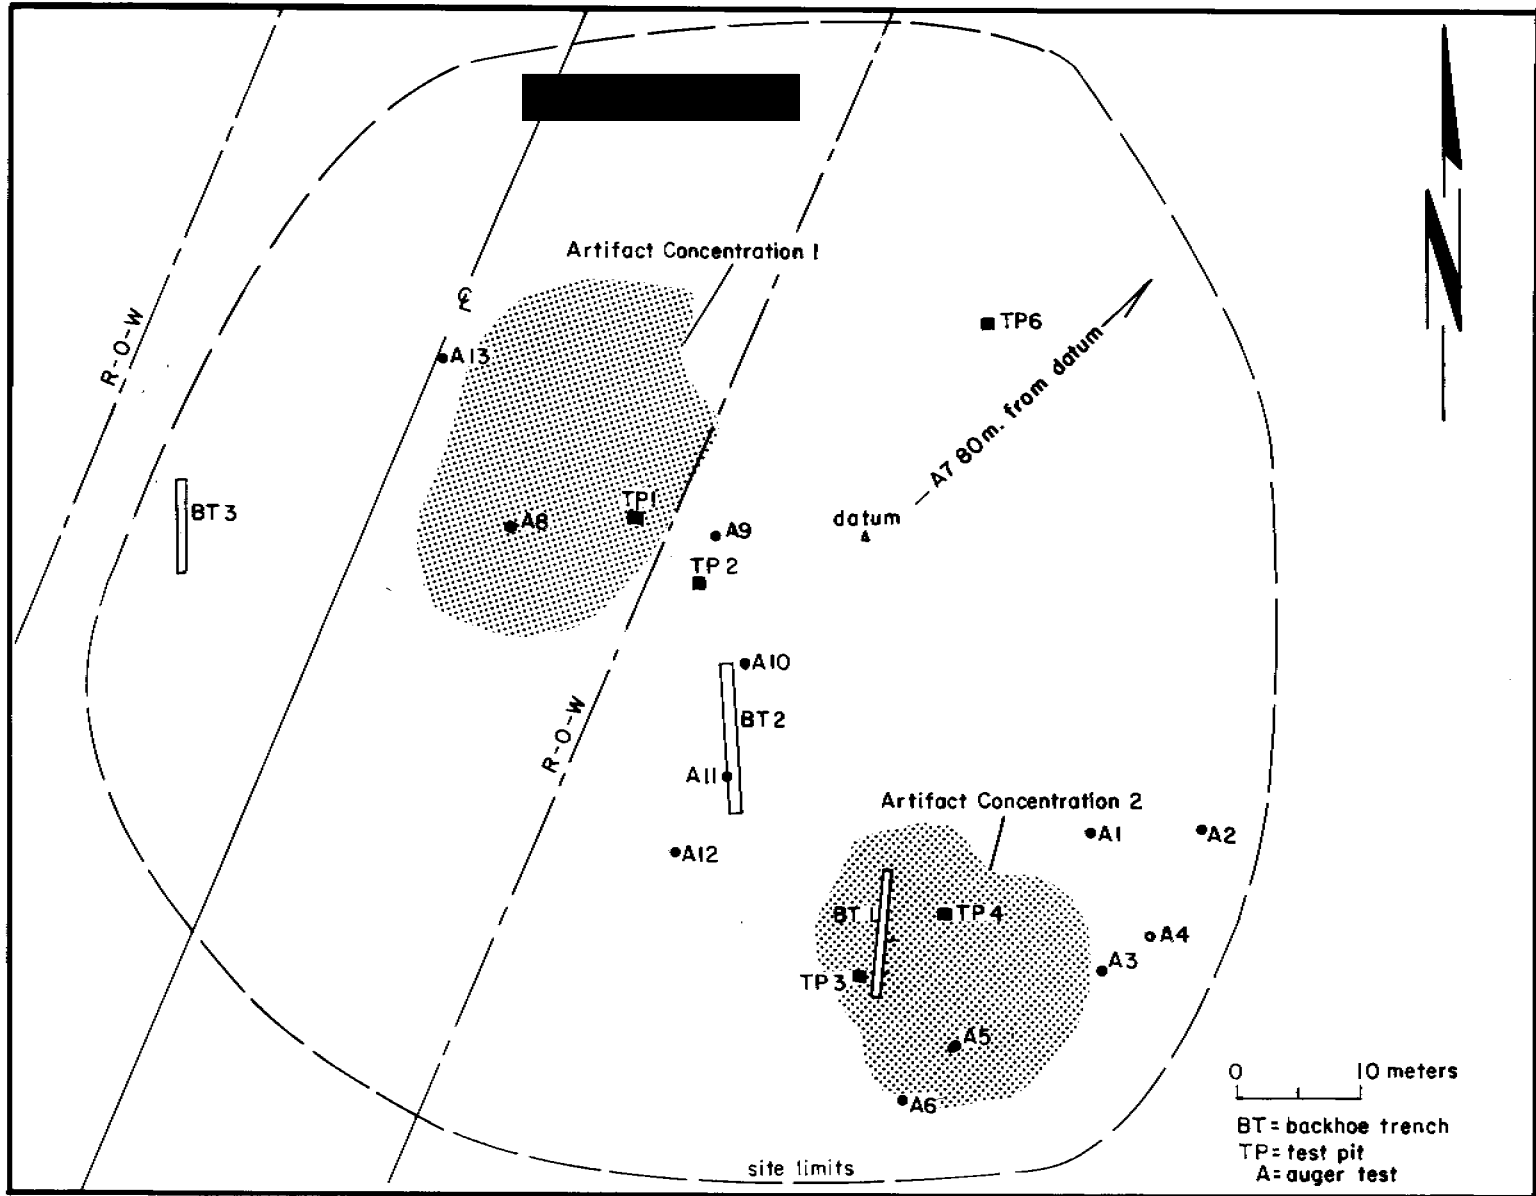 Artifact Concentration 1
℄
TP6
R-O-W
A13
A7 80m. from datum
BT 3
TP1
A8
A9
datum
TP 2
A10
BT 2
R-O-W
A11
Artifact Concentration 2
A1
A2
A12
BT 1
TP 4
A4
A3
TP 3
A5
0 10 meters
A6
BT= backhoe trench
TP= test pit
A= auger test
site limits
N